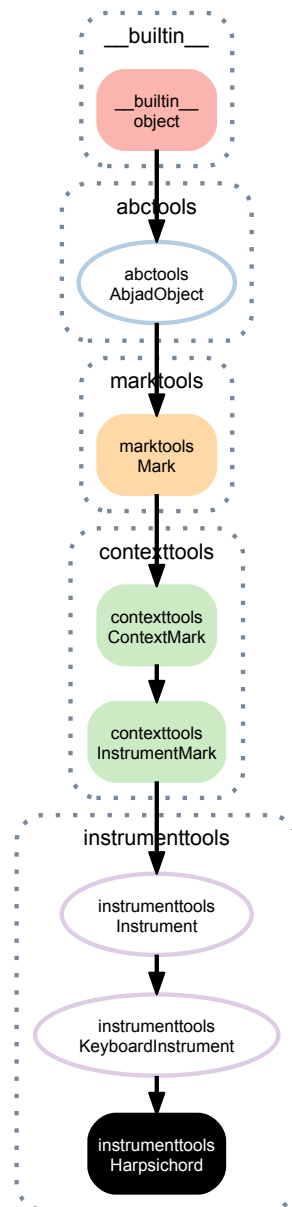 __builtin__
__builtin__
object
abctools
abctools
AbjadObject
marktools
marktools
Mark
contexttools
contexttools
ContextMark
contexttools
InstrumentMark
instrumenttools
instrumenttools
Instrument
instrumenttools
KeyboardInstrument
instrumenttools
Harpsichord